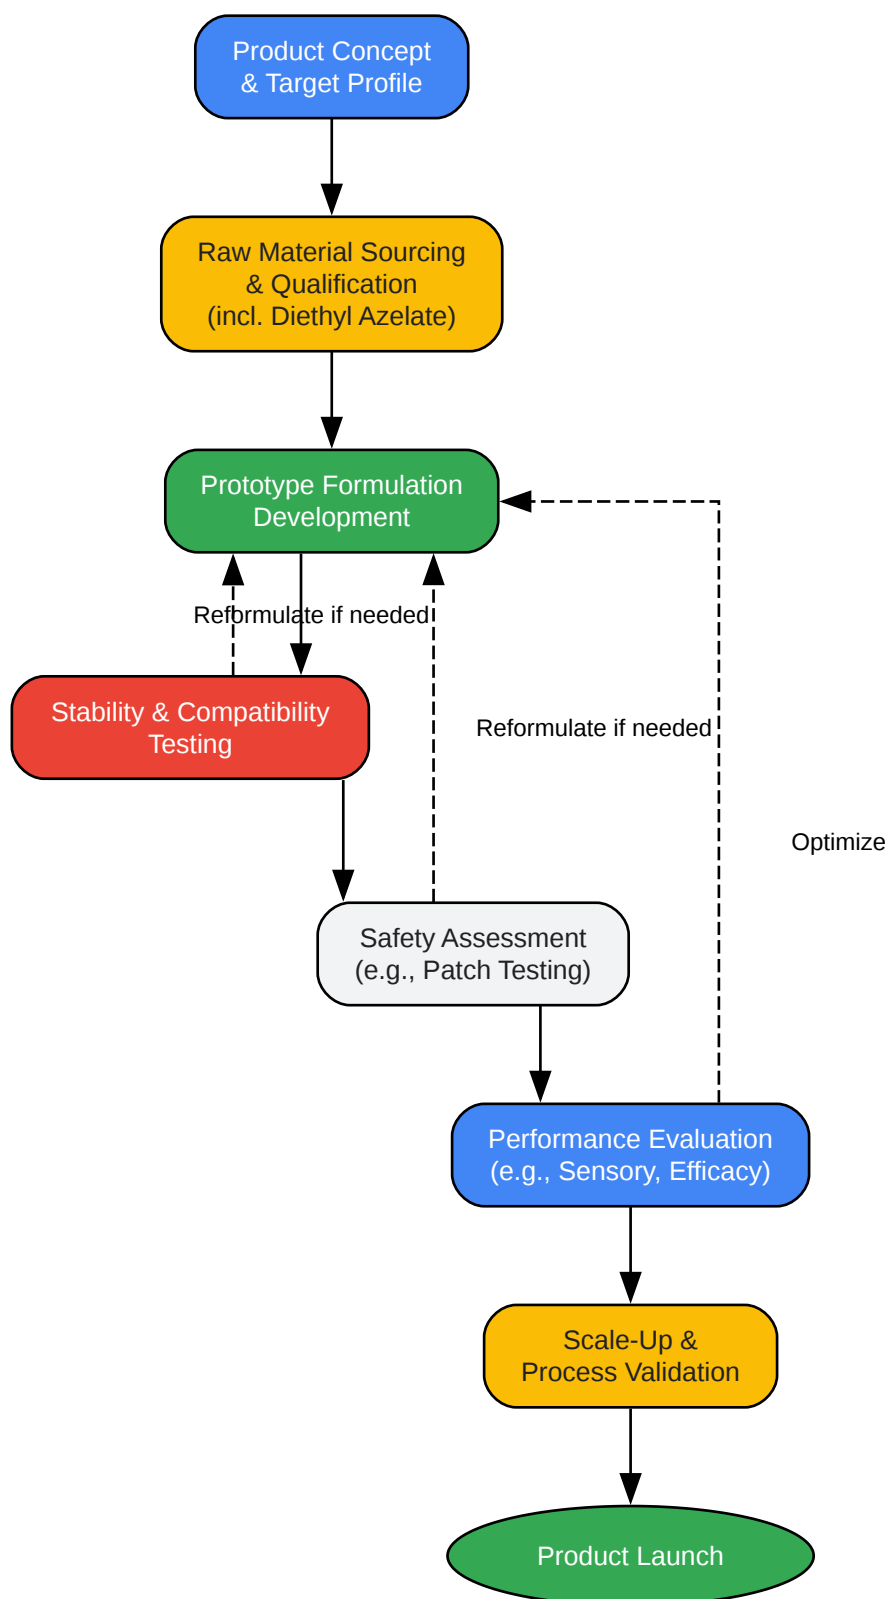 Product Concept
& Target Profile
Raw Material Sourcing
& Qualification
(incl. Diethyl Azelate)
Prototype Formulation
Development
Reformulate if needed
Stability & Compatibility
Testing
Reformulate if needed
Optimize
Safety Assessment
(e.g., Patch Testing)
Performance Evaluation
(e.g., Sensory, Efficacy)
Scale-Up &
Process Validation
Product Launch